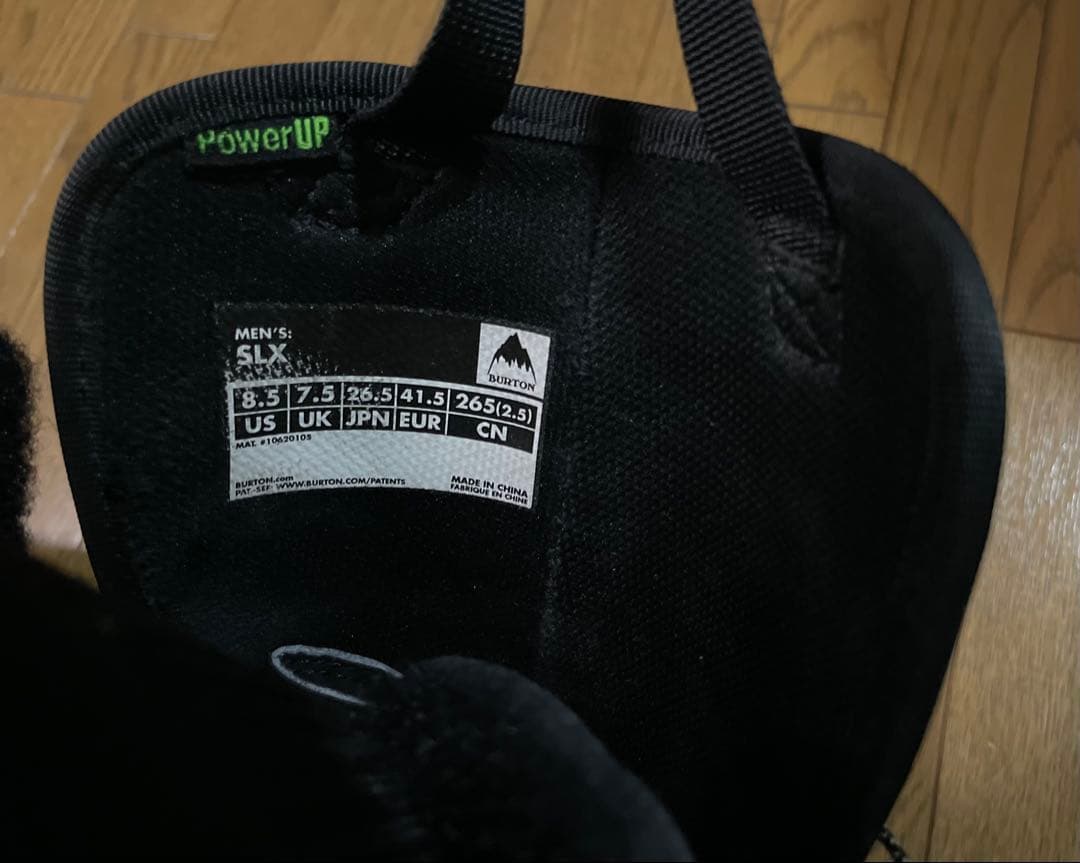 PowerUP
MEN'S:
SLX
BURTON
8.5 7.5 26.5 41.5 265(2.5)
US UK JPN EUR CN
MAT. #10620105
BURTON.com
PAT.-SEE: WWW.BURTON.COM/PATENTS
MADE IN CHINA
FABRIQUE EN CHINE